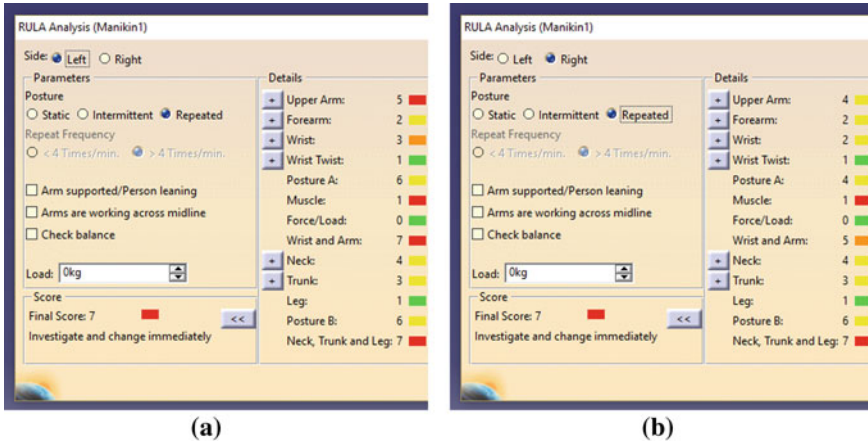 RULA Analysis (Manikin1)
Side: Left Right
Parameters
Posture
Static Intermittent Repeated
Repeat Frequency
< 4 Times/min. > 4 Times/min.
Arm supported/Person leaning
Arms are working across midline
Check balance
Load: 0kg
Score
Final Score: 7
<<
Investigate and change immediately
Details
+ Upper Arm: 5
+ Forearm: 2
+ Wrist: 3
+ Wrist Twist: 1
Posture A: 6
Muscle: 1
Force/Load: 0
Wrist and Arm: 7
+ Neck: 4
+ Trunk: 3
Leg: 1
Posture B: 6
Neck, Trunk and Leg: 7
(a)
RULA Analysis (Manikin1)
Side: Left Right
Parameters
Posture
Static Intermittent Repeated
Repeat Frequency
< 4 Times/min. > 4 Times/min.
Arm supported/Person leaning
Arms are working across midline
Check balance
Load: 0kg
Score
Final Score: 7
<<
Investigate and change immediately
Details
+ Upper Arm: 4
+ Forearm: 2
+ Wrist: 2
+ Wrist Twist: 1
Posture A: 4
Muscle: 1
Force/Load: 0
Wrist and Arm: 5
+ Neck: 4
+ Trunk: 3
Leg: 1
Posture B: 6
Neck, Trunk and Leg: 7
(b)